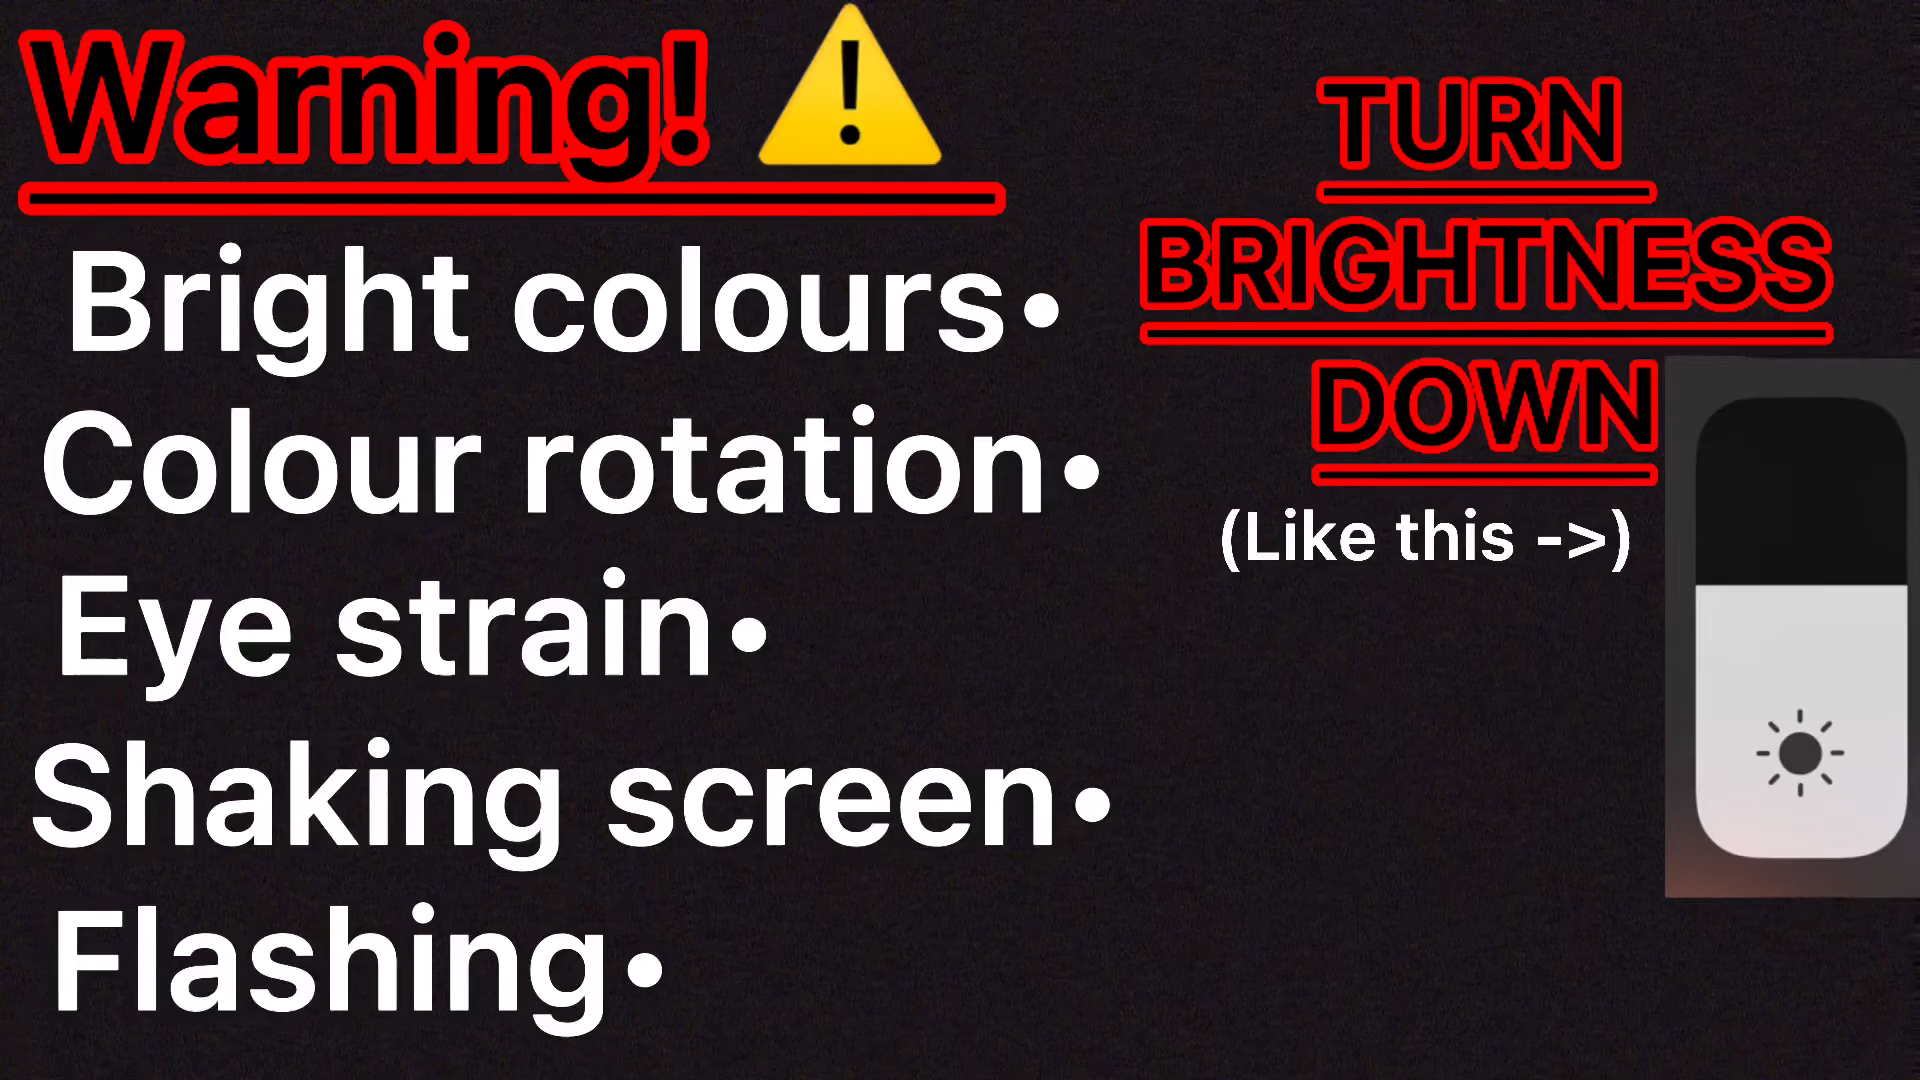 Warning! ⚠️
Bright colours•
Colour rotation•
Eye strain•
Shaking screen•
Flashing•
TURN
BRIGHTNESS
DOWN
(Like this ->)